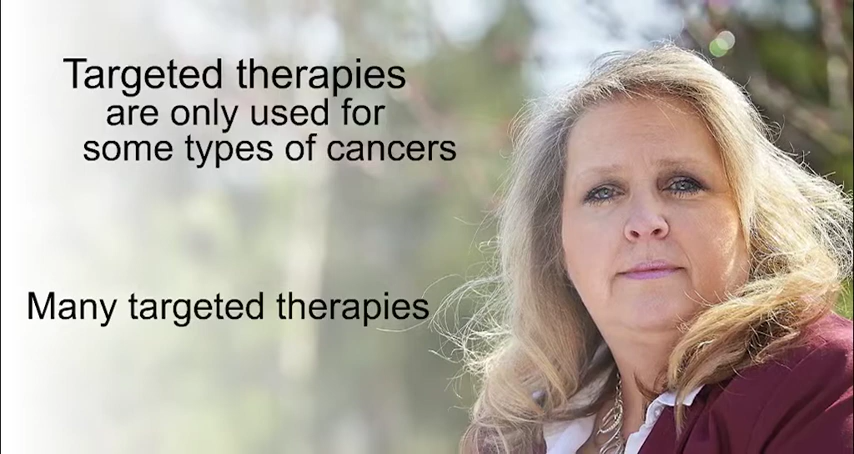 Targeted therapies
are only used for
some types of cancers
Many targeted therapies